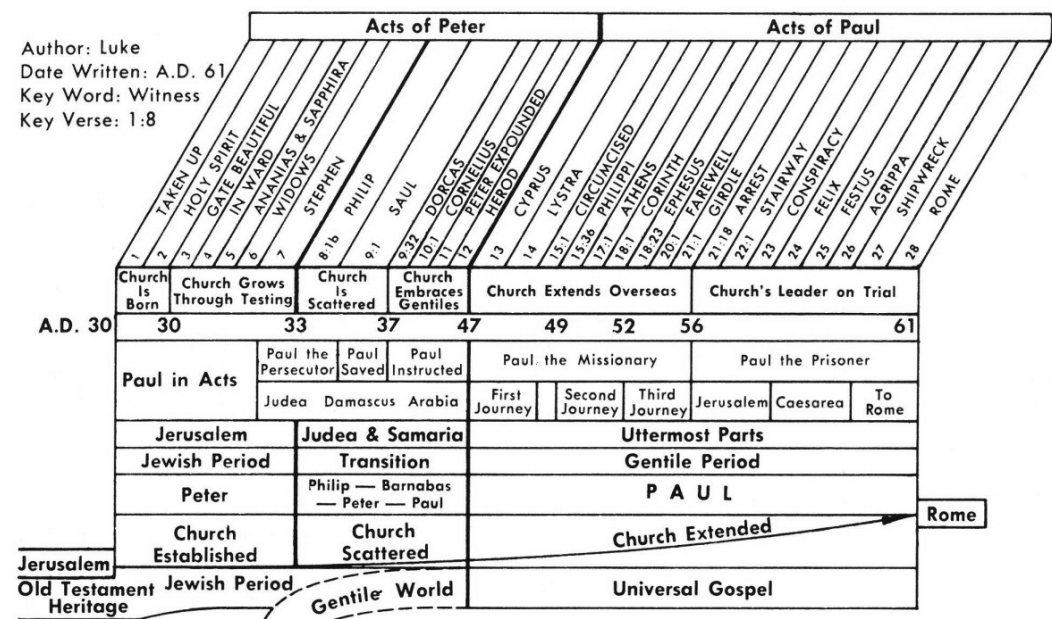 Acts of Peter
Acts of Paul
Author: Luke
Date Written: A.D. 61
Key Word: Witness
Key Verse: 1:8
TAKEN UP
HOLY SPIRIT
GATE BEAUTIFUL
IN WARD
ANANIAS & SAPPHIRA
WIDOWS
STEPHEN
PHILIP
SAUL
DORCAS
CORNELIUS
PETER EXPOUNDED
HEROD
CYPRUS
LYSTRA
CIRCUMCISED
PHILIPPI
ATHENS
CORINTH
EPHESUS
FAREWELL
GIRDLE
ARREST
STAIRWAY
CONSPIRACY
FELIX
FESTUS
AGRIPPA
SHIPWRECK
ROME
1 2 3 4 5 6 7 8:1b 9:1 9:32 10:1 11 12 13 14 15:1 15:36 17:1 18:1 18:23 20:1 21:1 21:18 22:1 23 24 25 26 27 28
Church Is Born
Church Grows Through Testing
Church Is Scattered
Church Embraces Gentiles
Church Extends Overseas
Church's Leader on Trial
A.D. 30 30 33 37 47 49 52 56 61
Paul in Acts
Paul the Persecutor
Paul Saved
Paul Instructed
Paul the Missionary
Paul the Prisoner
Judea Damascus Arabia
First Journey
Second Journey
Third Journey
Jerusalem
Caesarea
To Rome
Jerusalem
Judea & Samaria
Uttermost Parts
Jewish Period
Transition
Gentile Period
Peter
Philip — Barnabas
— Peter — Paul
PAUL
Church Established
Church Scattered
Church Extended
Rome
Jerusalem
Old Testament Heritage
Jewish Period
Gentile World
Universal Gospel